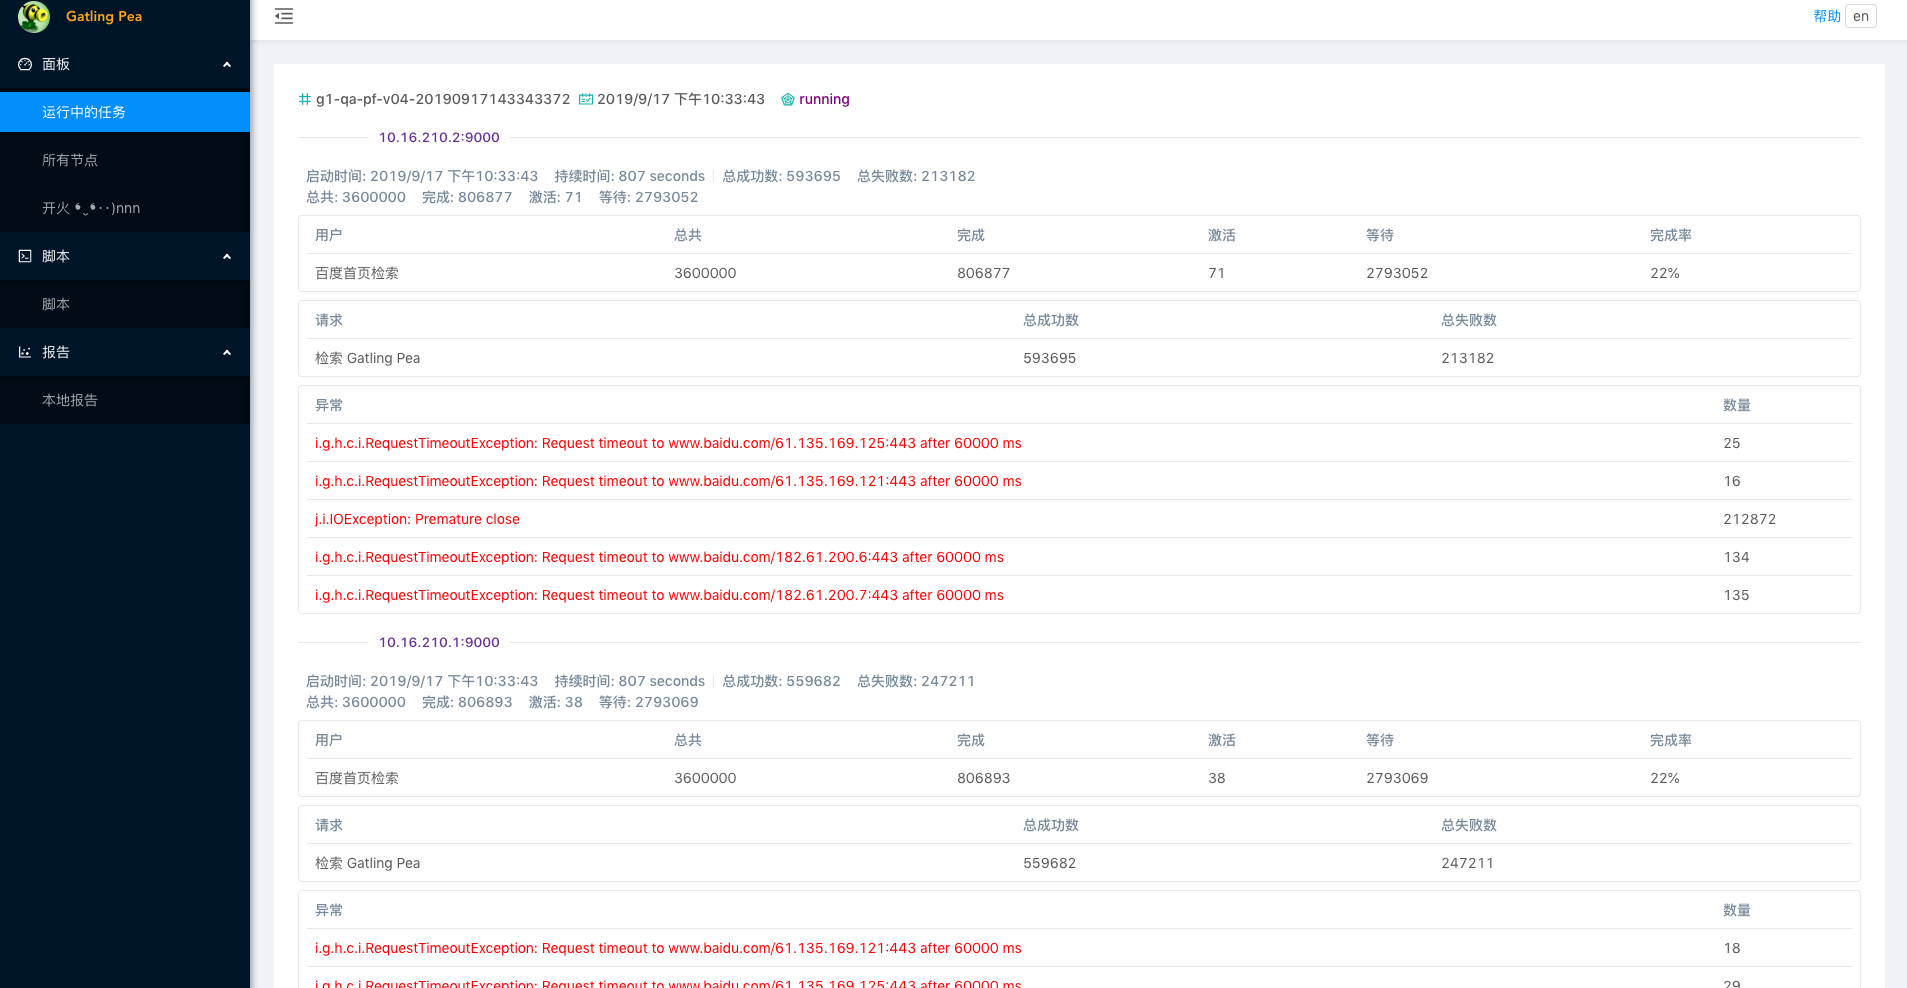 Gatling Pea
帮助 en
面板
运行中的任务
所有节点
开火 •̀ᴗ•́)nnn
脚本
脚本
报告
本地报告
g1-qa-pf-v04-20190917143343372 2019/9/17 下午10:33:43 running
10.16.210.2:9000
启动时间: 2019/9/17 下午10:33:43 持续时间: 807 seconds 总成功数: 593695 总失败数: 213182
总共: 3600000 完成: 806877 激活: 71 等待: 2793052
用户 总共 完成 激活 等待 完成率
百度首页检索 3600000 806877 71 2793052 22%
请求 总成功数 总失败数
检索 Gatling Pea 593695 213182
异常 数量
i.g.h.c.i.RequestTimeoutException: Request timeout to www.baidu.com/61.135.169.125:443 after 60000 ms 25
i.g.h.c.i.RequestTimeoutException: Request timeout to www.baidu.com/61.135.169.121:443 after 60000 ms 16
j.i.IOException: Premature close 212872
i.g.h.c.i.RequestTimeoutException: Request timeout to www.baidu.com/182.61.200.6:443 after 60000 ms 134
i.g.h.c.i.RequestTimeoutException: Request timeout to www.baidu.com/182.61.200.7:443 after 60000 ms 135
10.16.210.1:9000
启动时间: 2019/9/17 下午10:33:43 持续时间: 807 seconds 总成功数: 559682 总失败数: 247211
总共: 3600000 完成: 806893 激活: 38 等待: 2793069
用户 总共 完成 激活 等待 完成率
百度首页检索 3600000 806893 38 2793069 22%
请求 总成功数 总失败数
检索 Gatling Pea 559682 247211
异常 数量
i.g.h.c.i.RequestTimeoutException: Request timeout to www.baidu.com/61.135.169.121:443 after 60000 ms 18
i.g.h.c.i.RequestTimeoutException: Request timeout to www.baidu.com/61.135.169.125:443 after 60000 ms 29